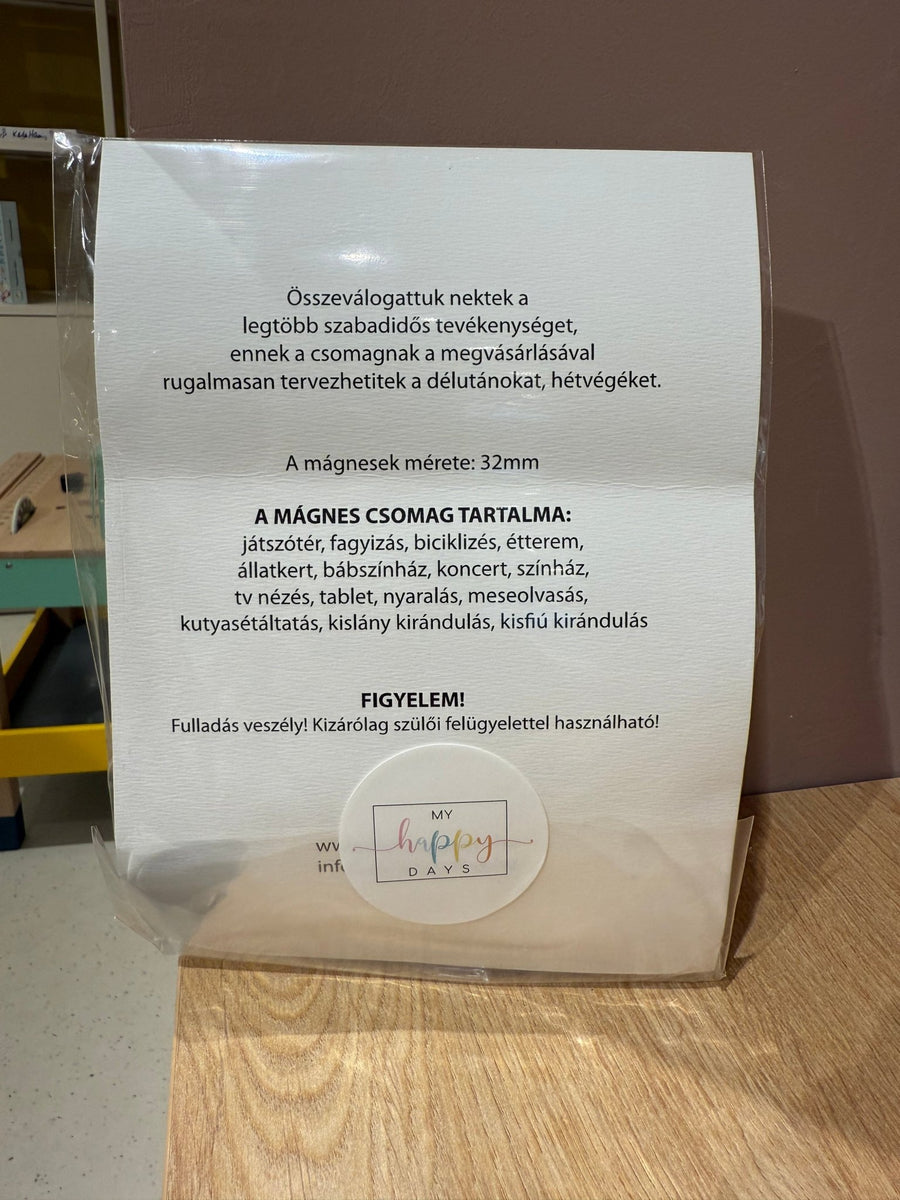 Összeválogattuk nektek a
legtöbb szabadidős tevékenységet,
ennek a csomagnak a megvásárlásával
rugalmasan tervezhetitek a délutánokat, hétvégéket.
A mágnesek mérete: 32mm
A MÁGNES CSOMAG TARTALMA:
játszótér, fagyizás, biciklizés, étterem,
állatkert, bábszínház, koncert, színház,
tv nézés, tablet, nyaralás, meseolvasás,
kutyasétáltatás, kislány kirándulás, kisfiú kirándulás
FIGYELEM!
Fulladás veszély! Kizárólag szülői felügyelettel használható!
MY
happy
DAYS